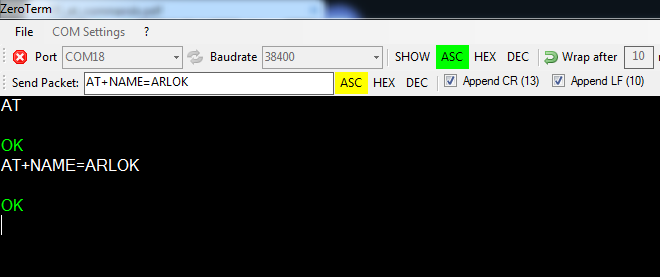 ZeroTerm
File COM Settings ?
Port COM18 Baudrate 38400 SHOW ASC HEX DEC Wrap after 10
Send Packet: AT+NAME=ARLOK ASC HEX DEC Append CR (13) Append LF (10)
AT
OK
AT+NAME=ARLOK
OK